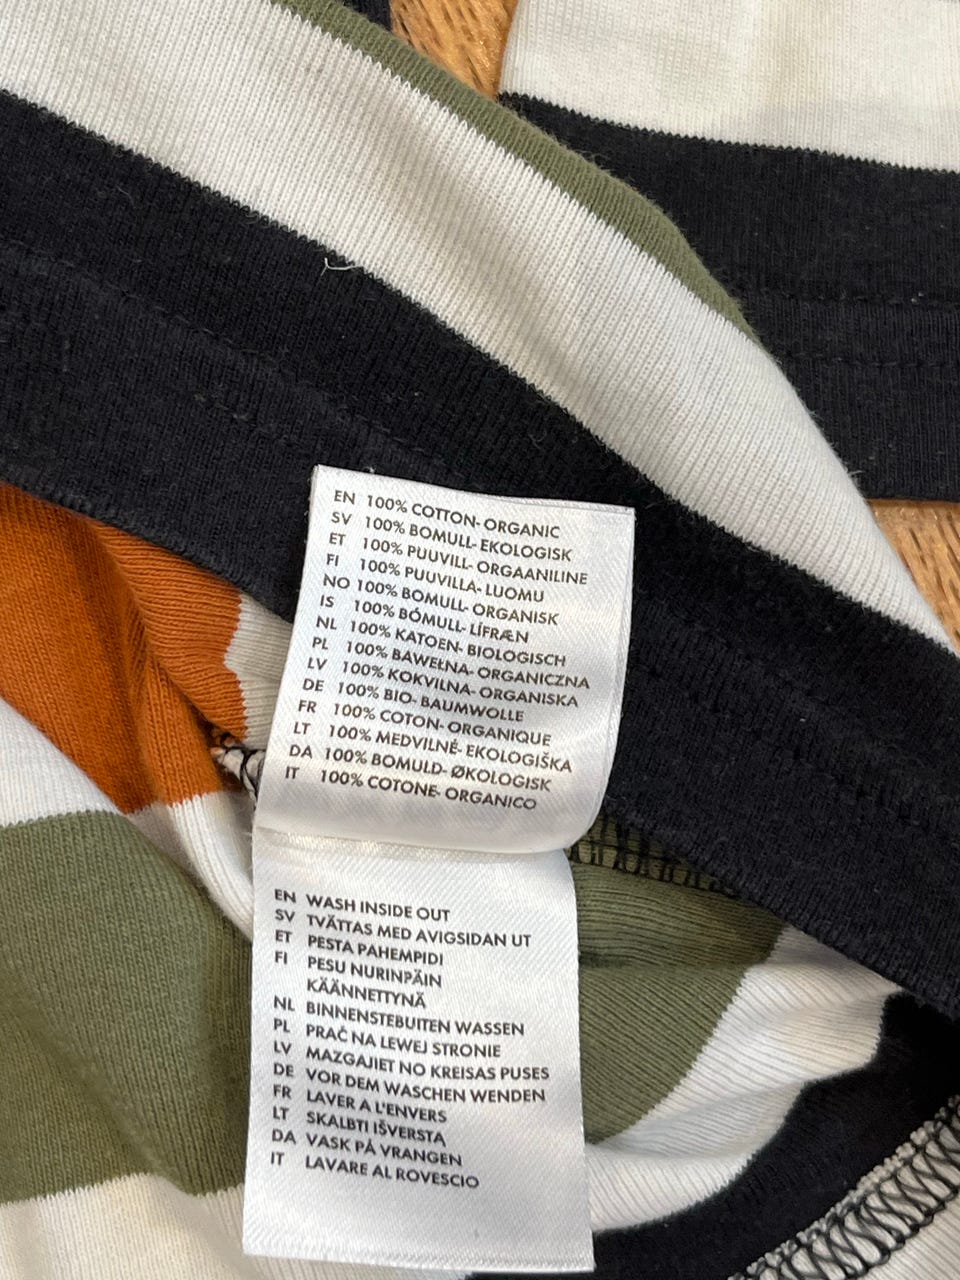 EN 100% COTTON- ORGANIC
SV 100% BOMULL- EKOLOGISK
ET 100% PUUVILL- ORGAANILINE
FI 100% PUUVILLA- LUOMU
NO 100% BOMULL- ORGANISK
IS 100% BÓMULL- LÍFRÆN
NL 100% KATOEN- BIOLOGISCH
PL 100% BAWEŁNA- ORGANICZNA
LV 100% KOKVILNA- ORGANISKA
DE 100% BIO- BAUMWOLLE
FR 100% COTON- ORGANIQUE
LT 100% MEDVILNĖ- EKOLOGIŠKA
DA 100% BOMULD- ØKOLOGISK
IT 100% COTONE- ORGANICO
EN WASH INSIDE OUT
SV TVÄTTAS MED AVIGSIDAN UT
ET PESTA PAHEMPIDI
FI PESU NURINPÄIN
KÄÄNNETTYNÄ
NL BINNENSTEBUITEN WASSEN
PL PRAĆ NA LEWEJ STRONIE
LV MAZGAJIET NO KREISAS PUSES
DE VOR DEM WASCHEN WENDEN
FR LAVER A L'ENVERS
LT SKALBTI IŠVERSTA
DA VASK PÅ VRANGEN
IT LAVARE AL ROVESCIO